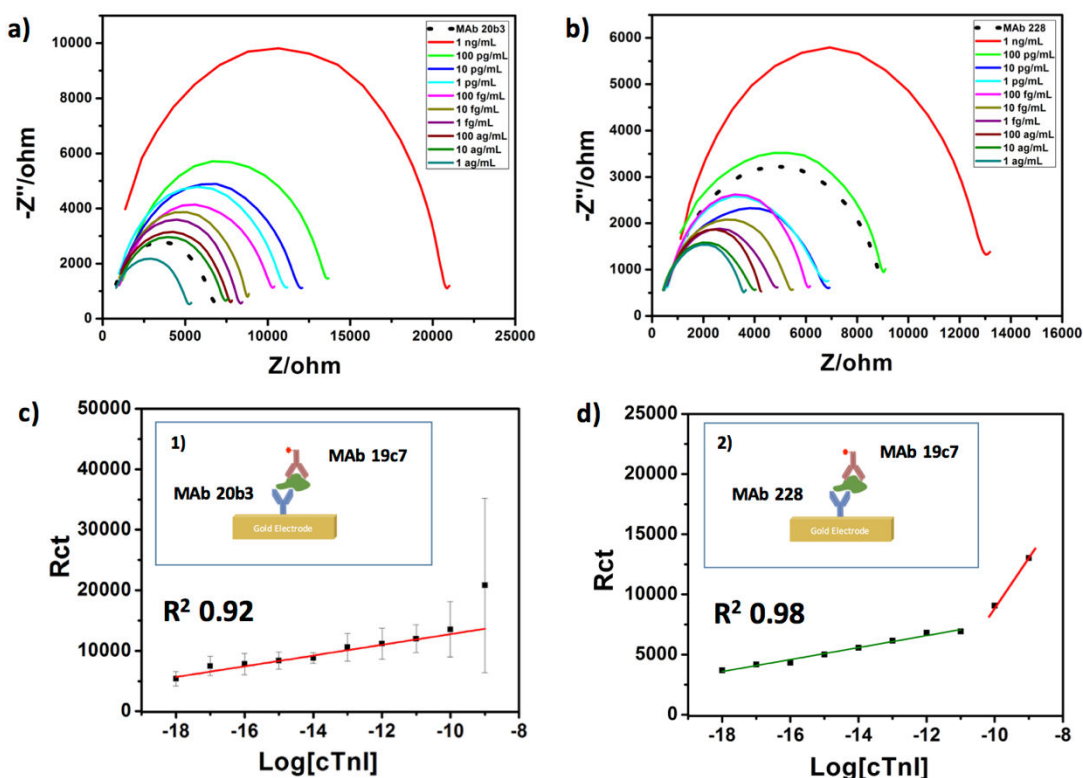 a)
10000
8000
6000
4000
2000
0
-Z''/ohm
0 5000 10000 15000 20000 25000
Z/ohm
MAb 20b3
1 ng/mL
100 pg/mL
10 pg/mL
1 pg/mL
100 fg/mL
10 fg/mL
1 fg/mL
100 ag/mL
10 ag/mL
1 ag/mL
b)
-6000
5000
4000
3000
2000
1000
0
-Z''/ohm
0 2000 4000 6000 8000 10000 12000 14000 16000
Z/ohm
MAb 228
1 ng/mL
100 pg/mL
10 pg/mL
1 pg/mL
100 fg/mL
10 fg/mL
1 fg/mL
100 ag/mL
10 ag/mL
1 ag/mL
c)
50000
40000
30000
20000
10000
0
Rct
1)
MAb 19c7
MAb 20b3
Gold Electrode
R² 0.92
-18 -16 -14 -12 -10 -8
Log[cTnI]
d)
25000
20000
15000
10000
5000
0
Rct
2)
MAb 19c7
MAb 228
Gold Electrode
R² 0.98
-18 -16 -14 -12 -10 -8
Log[cTnI]